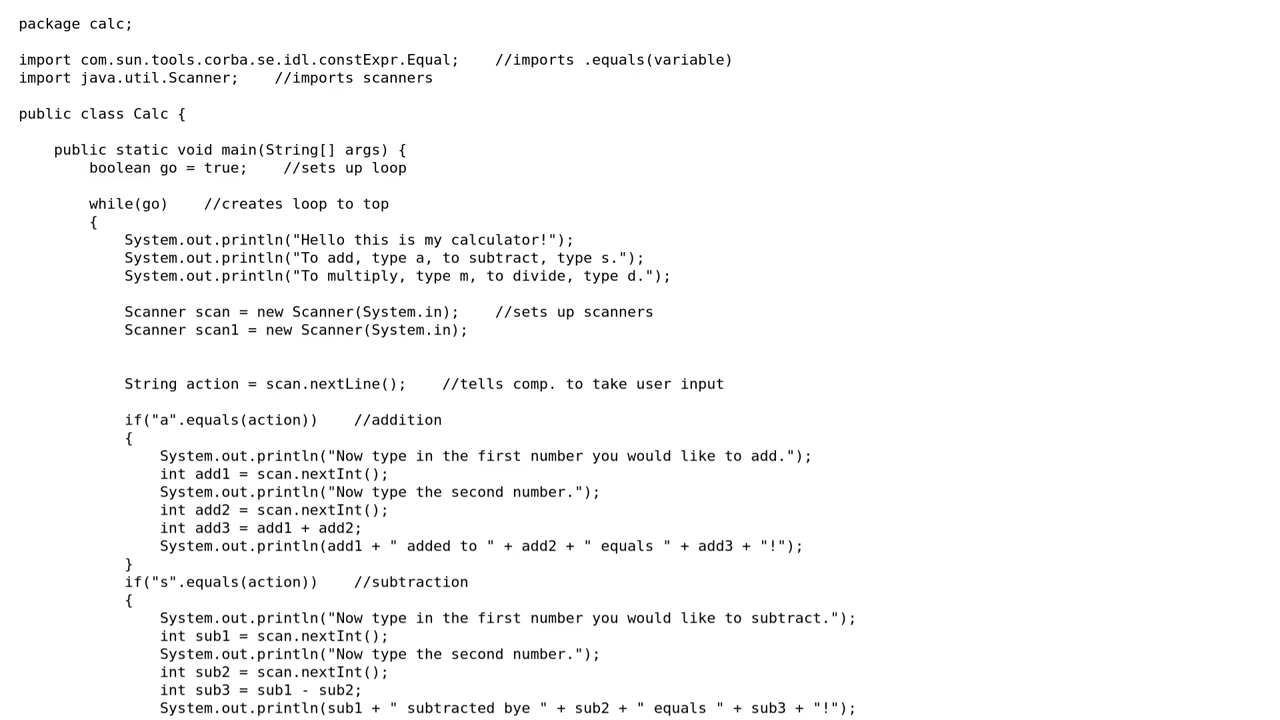 package calc;
import com.sun.tools.corba.se.idl.constExpr.Equal;    //imports .equals(variable)
import java.util.Scanner;    //imports scanners
public class Calc {
    public static void main(String[] args) {
        boolean go = true;    //sets up loop
        while(go)    //creates loop to top
        {
            System.out.println("Hello this is my calculator!");
            System.out.println("To add, type a, to subtract, type s.");
            System.out.println("To multiply, type m, to divide, type d.");
            Scanner scan = new Scanner(System.in);    //sets up scanners
            Scanner scan1 = new Scanner(System.in);
            String action = scan.nextLine();    //tells comp. to take user input
            if("a".equals(action))    //addition
            {
                System.out.println("Now type in the first number you would like to add.");
                int add1 = scan.nextInt();
                System.out.println("Now type the second number.");
                int add2 = scan.nextInt();
                int add3 = add1 + add2;
                System.out.println(add1 + " added to " + add2 + " equals " + add3 + "!");
            }
            if("s".equals(action))    //subtraction
            {
                System.out.println("Now type in the first number you would like to subtract.");
                int sub1 = scan.nextInt();
                System.out.println("Now type the second number.");
                int sub2 = scan.nextInt();
                int sub3 = sub1 - sub2;
                System.out.println(sub1 + " subtracted bye " + sub2 + " equals " + sub3 + "!");